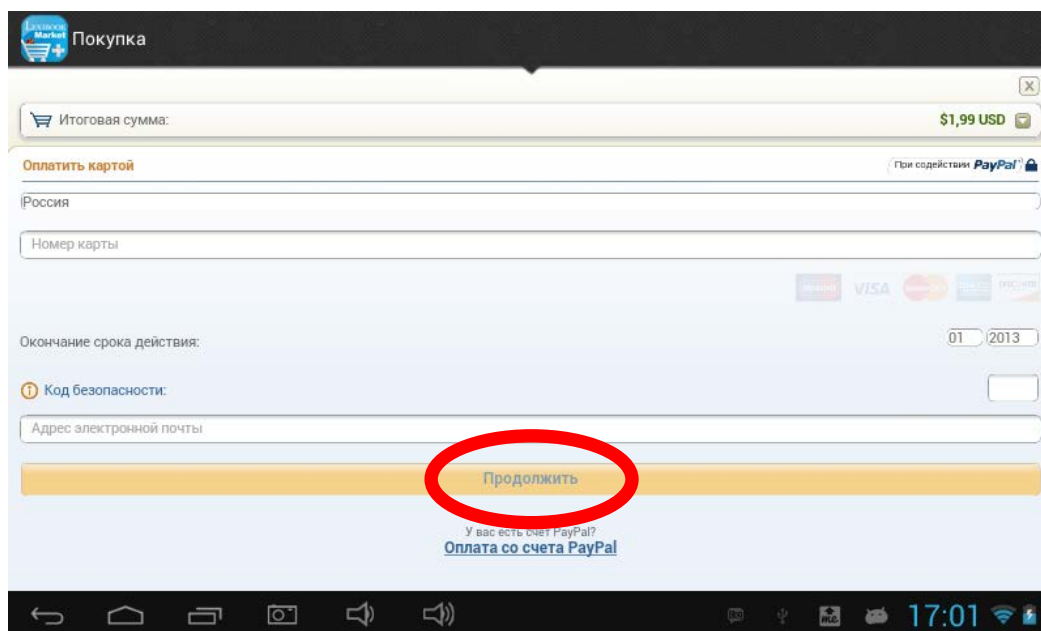 LEXIBOOK
Market
Покупка
Итоговая сумма:
$1,99 USD
Оплатить картой
При содействии PayPal
Россия
Номер карты
VISA
Окончание срока действия:
01 2013
Код безопасности:
Адрес электронной почты
Продолжить
У вас есть счет PayPal?
Оплата со счета PayPal
17:01